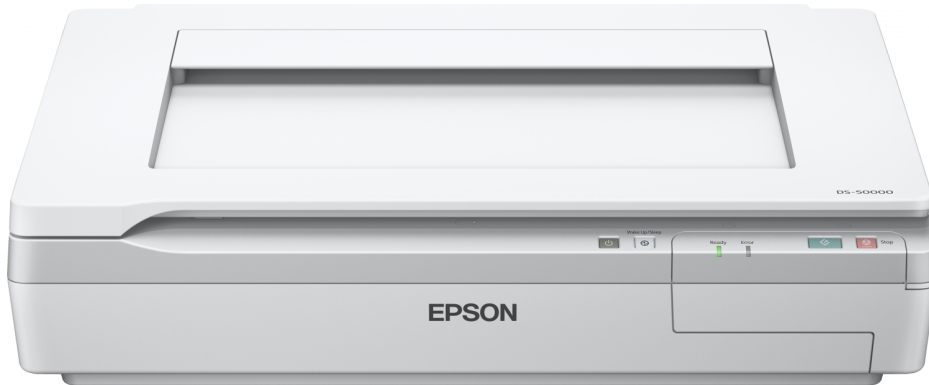 DS-50000
Wake Up/Sleep
Ready Error
Stop
EPSON